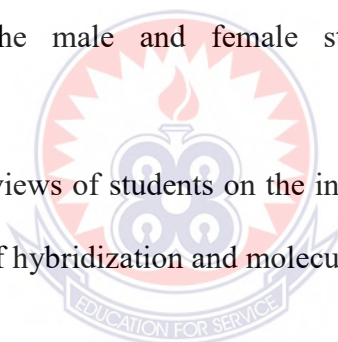 he male and female st
views of students on the in
f hybridization and molecu
EDUCATION FOR SERVICE